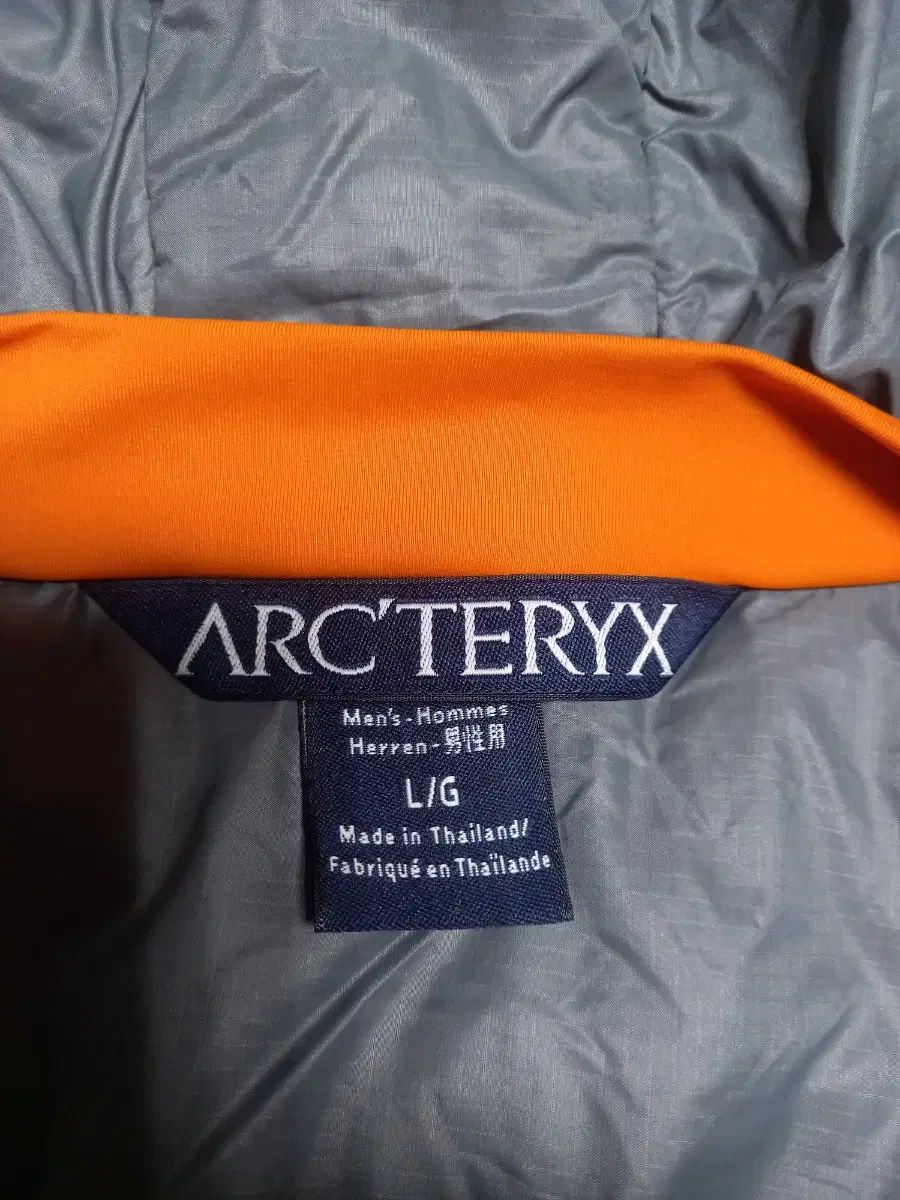 ARC'TERYX
Men's-Hommes
Herren-男性用
L/G
Made in Thailand/
Fabriqué en Thaïlande